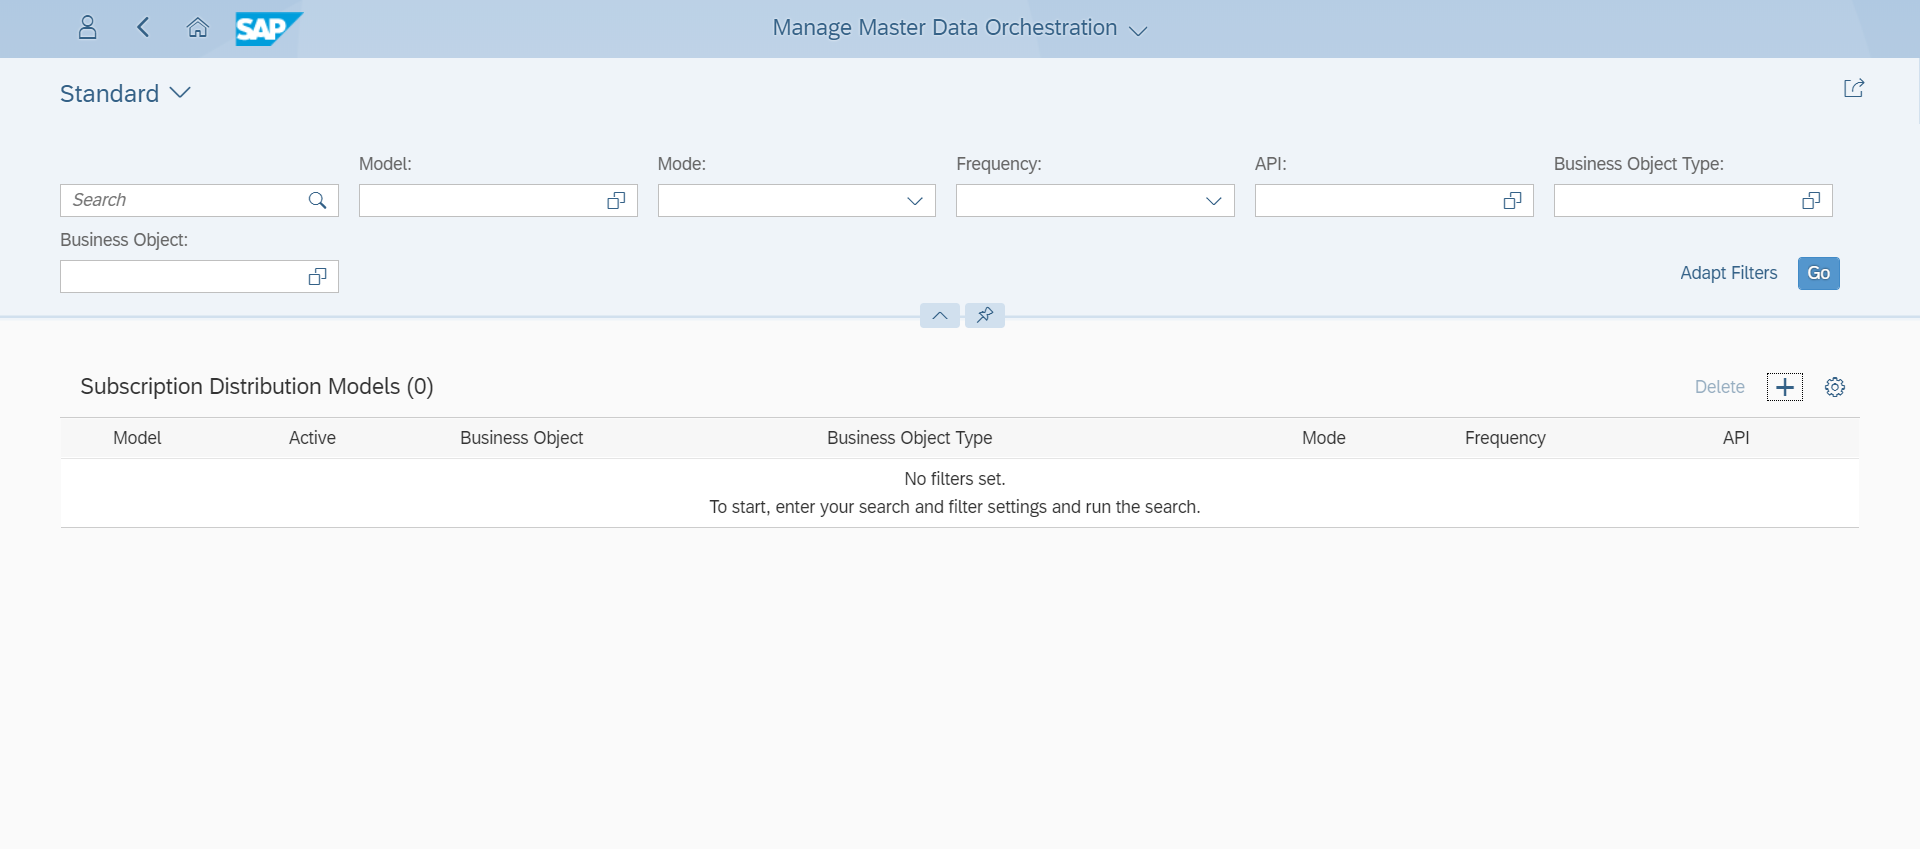 SAP
Manage Master Data Orchestration
Standard
Model:
Mode:
Frequency:
API:
Business Object Type:
Search
Business Object:
Adapt Filters
Go
Subscription Distribution Models (0)
Delete
Model Active Business Object Business Object Type Mode Frequency API
No filters set.
To start, enter your search and filter settings and run the search.